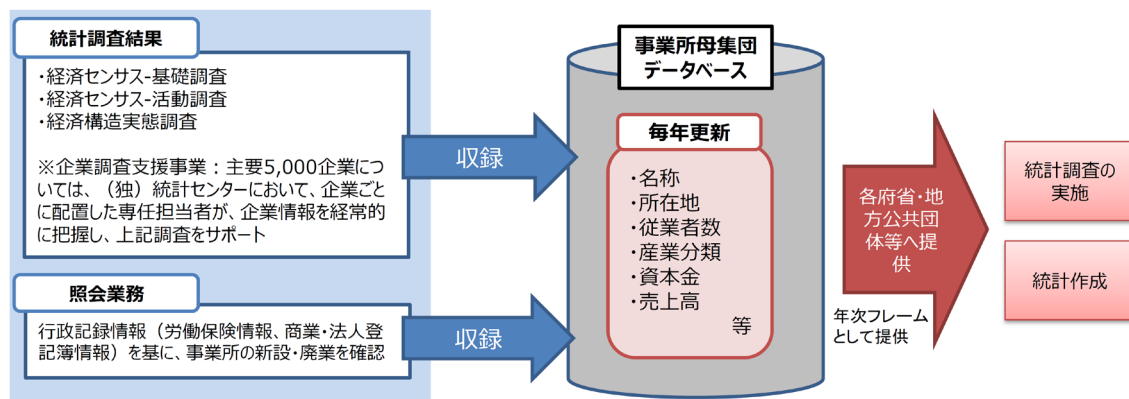 統計調査結果
・経済センサス‐基礎調査
・経済センサス‐活動調査
・経済構造実態調査
※企業調査支援事業：主要5,000企業につ
いては、（独）統計センターにおいて、企業ごと
に配置した専任担当者が、企業情報を経常的
に把握し、上記調査をサポート
照会業務
行政記録情報（労働保険情報、商業・法人登
記簿情報）を基に、事業所の新設・廃業を確認
収録
収録
事業所母集団
データベース
毎年更新
・名称
・所在地
・従業者数
・産業分類
・資本金
・売上高
等
各府省・地
方公共団
体等へ提
供
年次フレーム
として提供
統計調査の
実施
統計作成